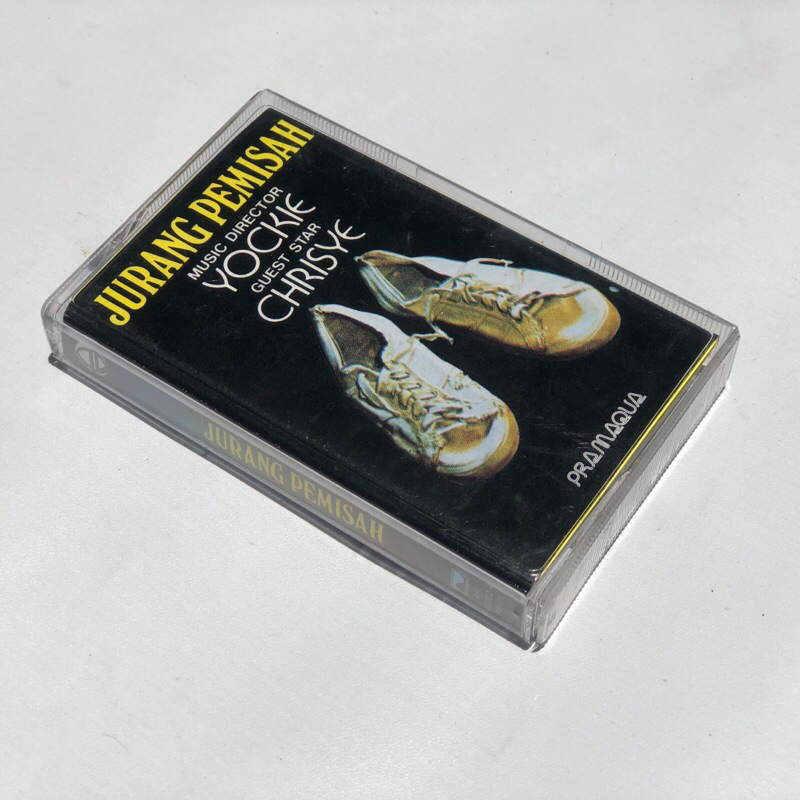 JURANG PEMISAH
MUSIC DIRECTOR
YOCKIE
GUEST STAR
CHRISYE
PRAMAQUA
JURANG PEMISAH